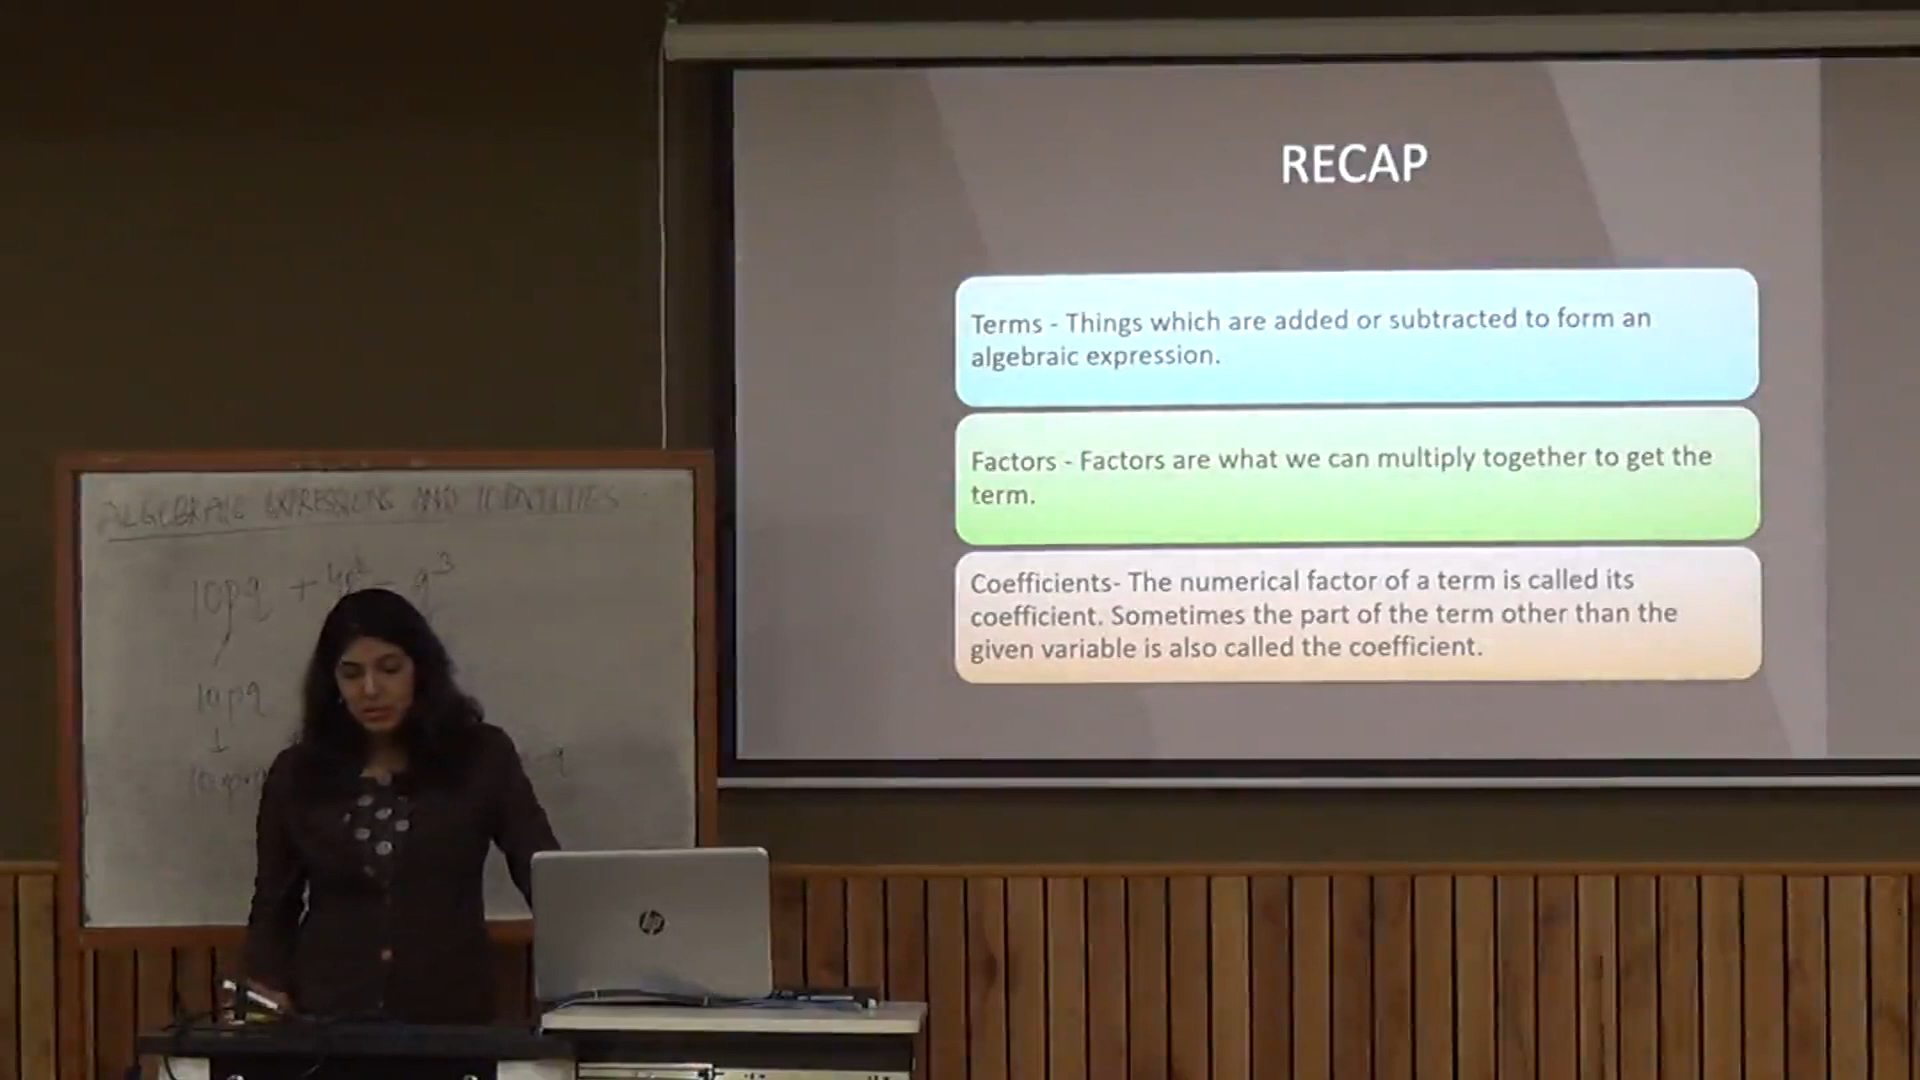 RECAP
Terms - Things which are added or subtracted to form an
algebraic expression.
Factors - Factors are what we can multiply together to get the
term.
Coefficients- The numerical factor of a term is called its
coefficient. Sometimes the part of the term other than the
given variable is also called the coefficient.
ALGEBRAIC EXPRESSIONS AND IDENTITIES
10pq + 4p² - q³
10pq
hp